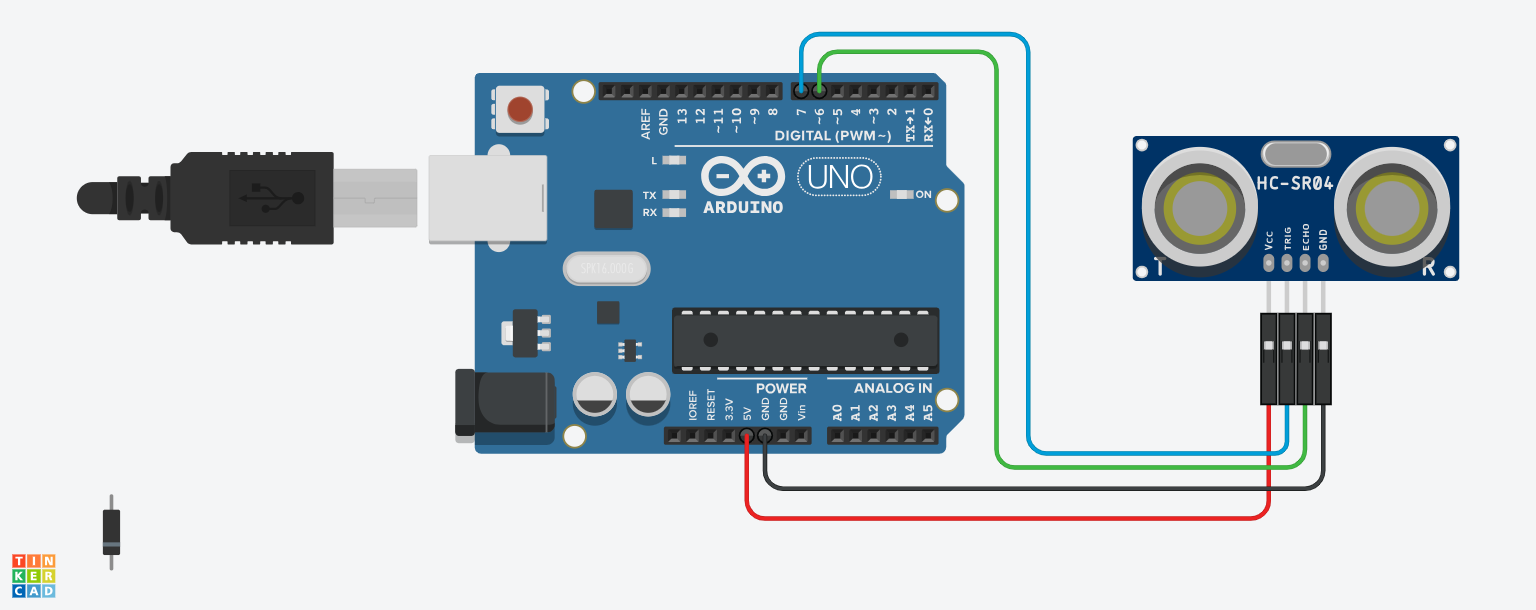 AREF
GND
13
12
~11
~10
~9
8
7
~6
~5
4
~3
2
TX→1
RX←0
DIGITAL (PWM~)
L
TX
RX
ARDUINO
UNO
ON
SPK16.000G
HC-SR04
Vcc
TRIG
ECHO
GND
T
R
POWER
ANALOG IN
IOREF
RESET
3.3V
5V
GND
GND
Vin
A0
A1
A2
A3
A4
A5
TIN
KER
CAD